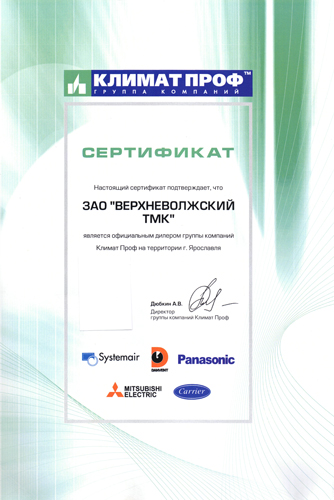 КЛИМАТ ПРОФ™
ГРУППА КОМПАНИЙ
СЕРТИФИКАТ
Настоящий сертификат подтверждает, что
ЗАО "ВЕРХНЕВОЛЖСКИЙ
ТМК"
является официальным дилером группы компаний
Климат Проф на территории г. Ярославля
Дюбкин А.В.
Директор
группы компаний Климат Проф
Systemair
DANVENT
Panasonic
MITSUBISHI
ELECTRIC
Carrier